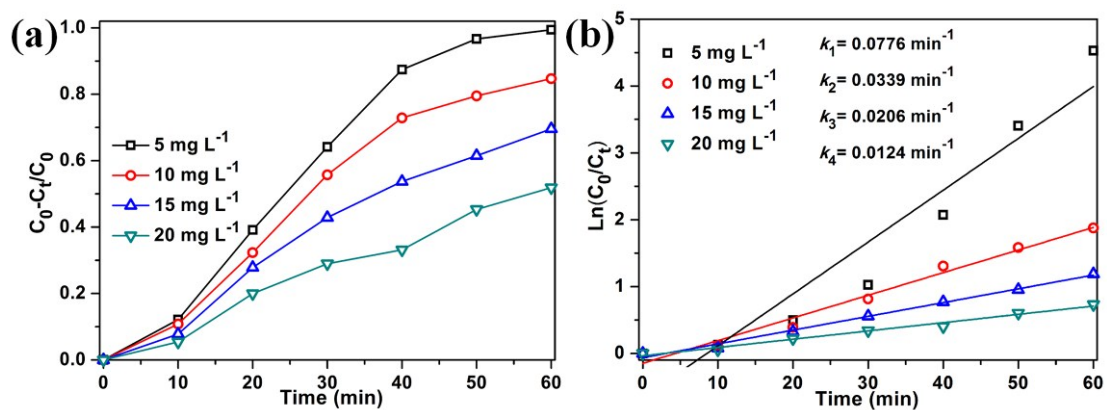 (a)
C₀-Cₜ/C₀
1.0
0.8
0.6
0.4
0.2
0.0
5 mg L⁻¹
10 mg L⁻¹
15 mg L⁻¹
20 mg L⁻¹
0 10 20 30 40 50 60
Time (min)
(b)
Ln(C₀/Cₜ)
5
4
3
2
1
0
5 mg L⁻¹
10 mg L⁻¹
15 mg L⁻¹
20 mg L⁻¹
k₁= 0.0776 min⁻¹
k₂= 0.0339 min⁻¹
k₃= 0.0206 min⁻¹
k₄= 0.0124 min⁻¹
0 10 20 30 40 50 60
Time (min)